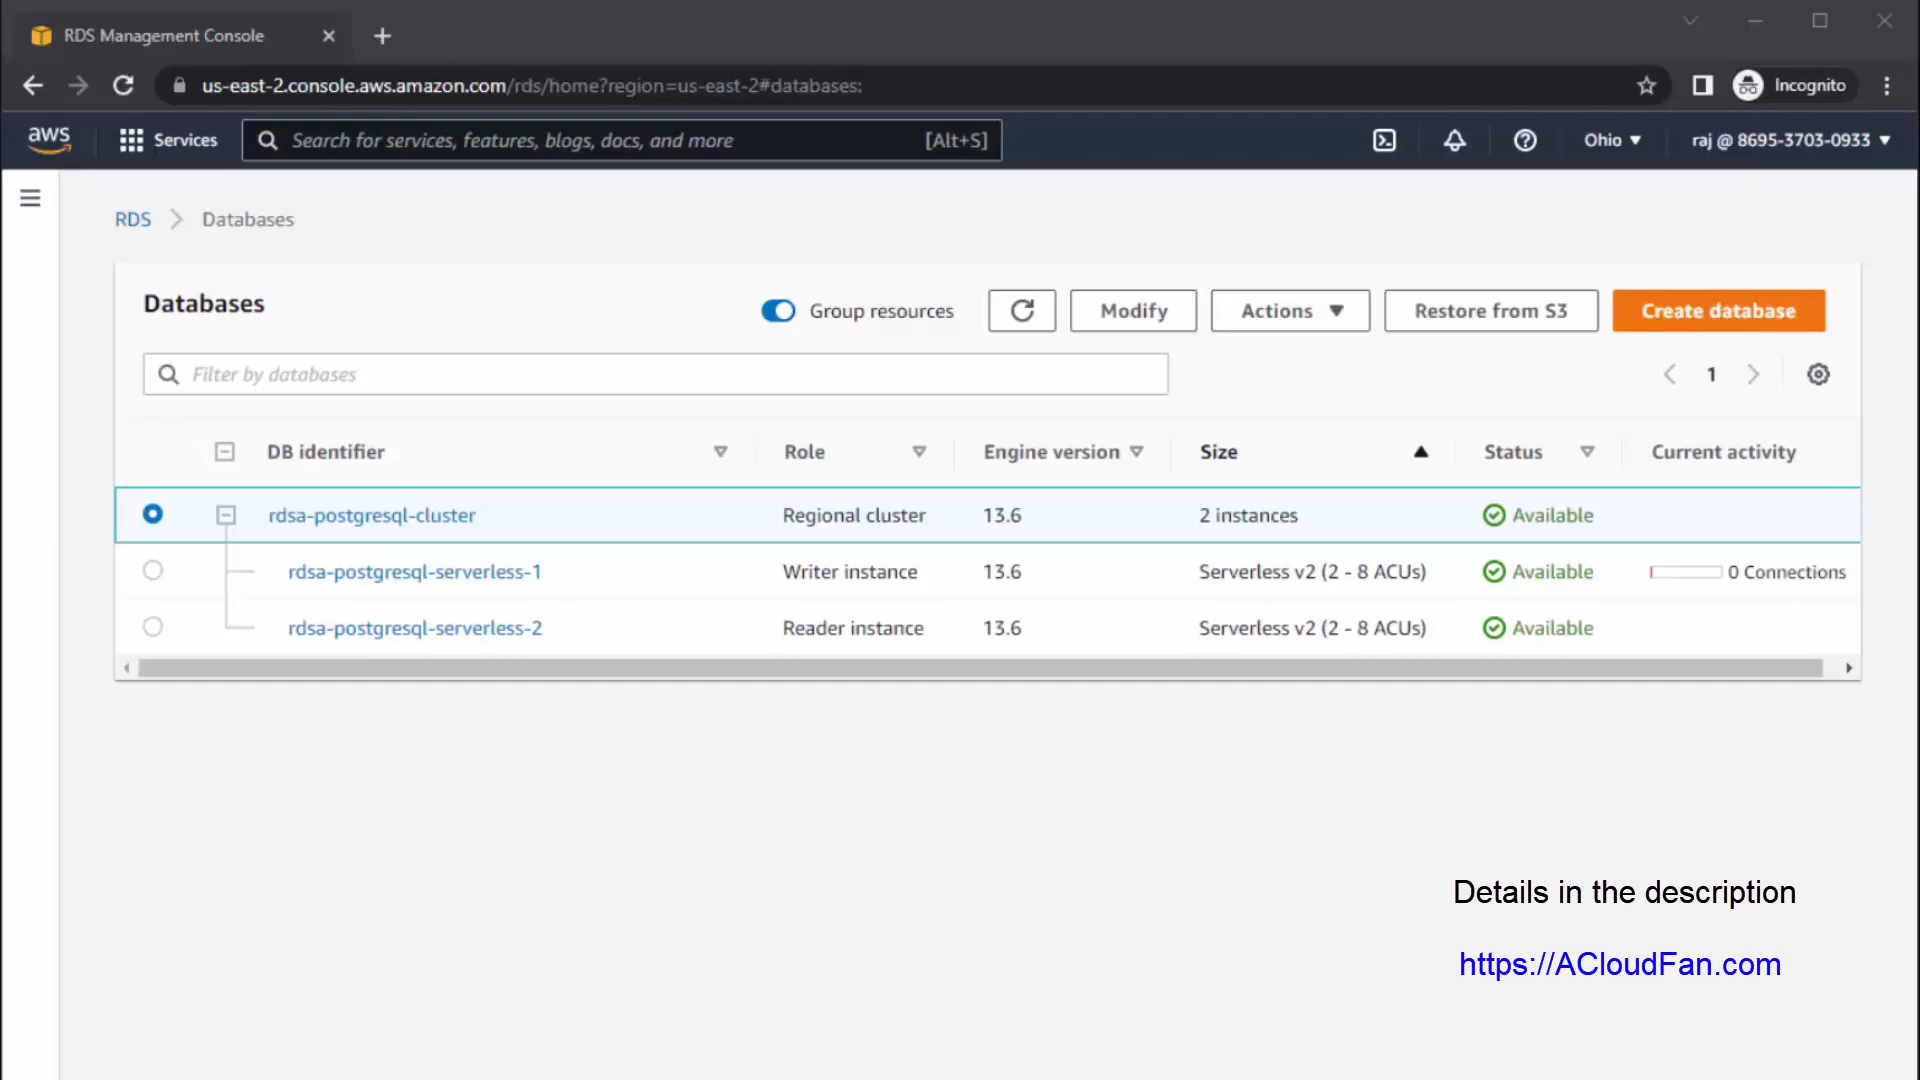 RDS Management Console
us-east-2.console.aws.amazon.com/rds/home?region=us-east-2#databases:
Incognito
aws
Services
Search for services, features, blogs, docs, and more
[Alt+S]
Ohio
raj @ 8695-3703-0933
RDS
Databases
Databases
Group resources
Modify
Actions
Restore from S3
Create database
Filter by databases
1
DB identifier Role Engine version Size Status Current activity
rdsa-postgresql-cluster Regional cluster 13.6 2 instances Available
rdsa-postgresql-serverless-1 Writer instance 13.6 Serverless v2 (2 - 8 ACUs) Available 0 Connections
rdsa-postgresql-serverless-2 Reader instance 13.6 Serverless v2 (2 - 8 ACUs) Available
Details in the description
https://ACloudFan.com